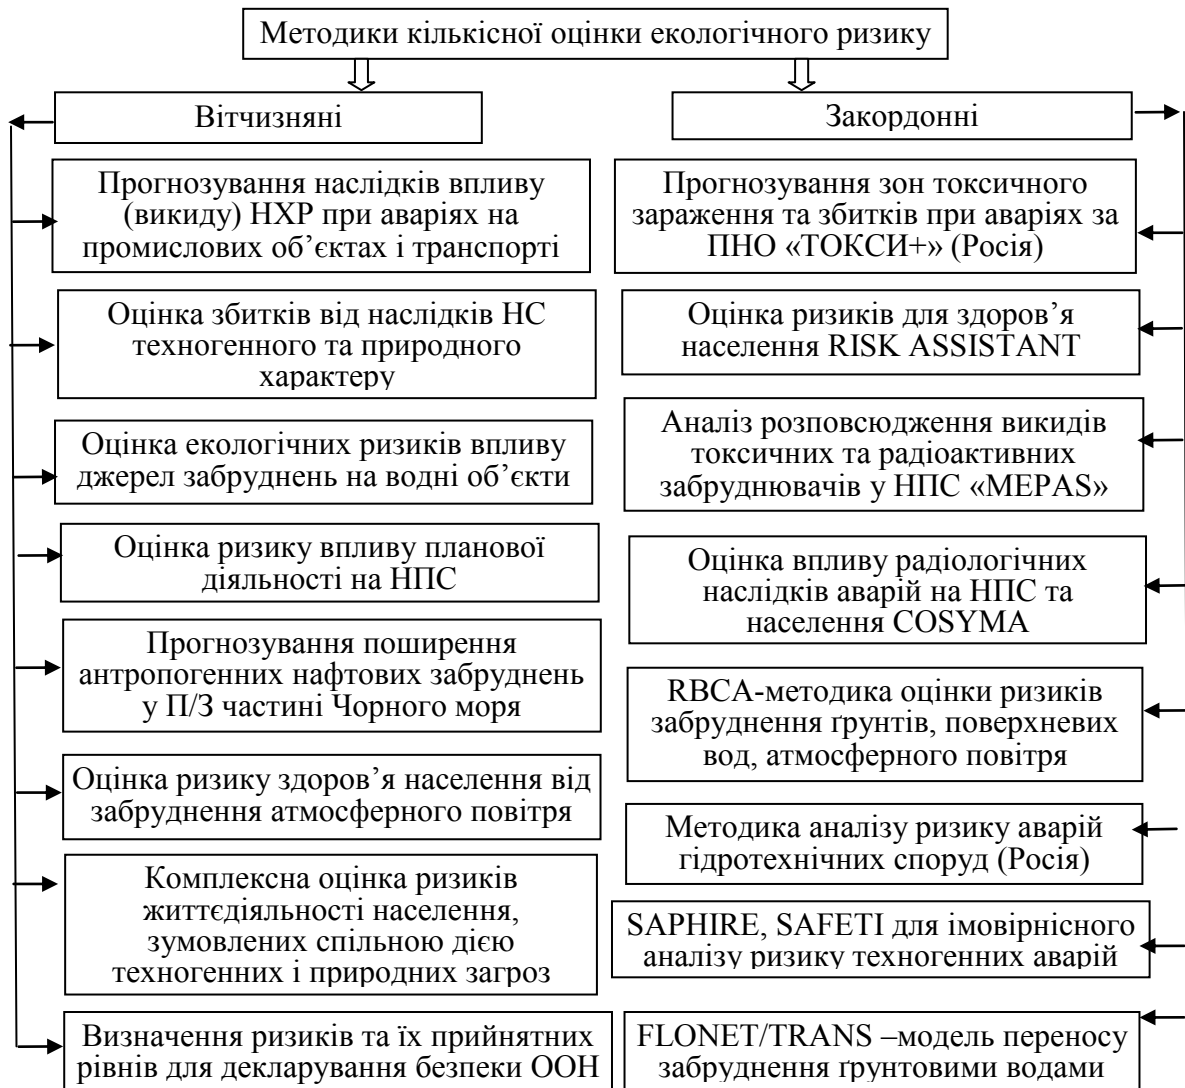 Методики кількісної оцінки екологічного ризику
Вітчизняні
Прогнозування наслідків впливу
(викиду) НХР при аваріях на
промислових об’єктах і транспорті
Оцінка збитків від наслідків НС
техногенного та природного
характеру
Оцінка екологічних ризиків впливу
джерел забруднень на водні об’єкти
Оцінка ризику впливу планової
діяльності на НПС
Прогнозування поширення
антропогенних нафтових забруднень
у П/З частині Чорного моря
Оцінка ризику здоров’я населення від
забруднення атмосферного повітря
Комплексна оцінка ризиків
життєдіяльності населення,
зумовлених спільною дією
техногенних і природних загроз
Визначення ризиків та їх прийнятних
рівнів для декларування безпеки ООН
Закордонні
Прогнозування зон токсичного
зараження та збитків при аваріях за
ПНО «ТОКСИ+» (Росія)
Оцінка ризиків для здоров’я
населення RISK ASSISTANT
Аналіз розповсюдження викидів
токсичних та радіоактивних
забруднювачів у НПС «MEPAS»
Оцінка впливу радіологічних
наслідків аварій на НПС та
населення COSYMA
RBCA-методика оцінки ризиків
забруднення ґрунтів, поверхневих
вод, атмосферного повітря
Методика аналізу ризику аварій
гідротехнічних споруд (Росія)
SAPHIRE, SAFETI для імовірнісного
аналізу ризику техногенних аварій
FLONET/TRANS –модель переносу
забруднення ґрунтовими водами